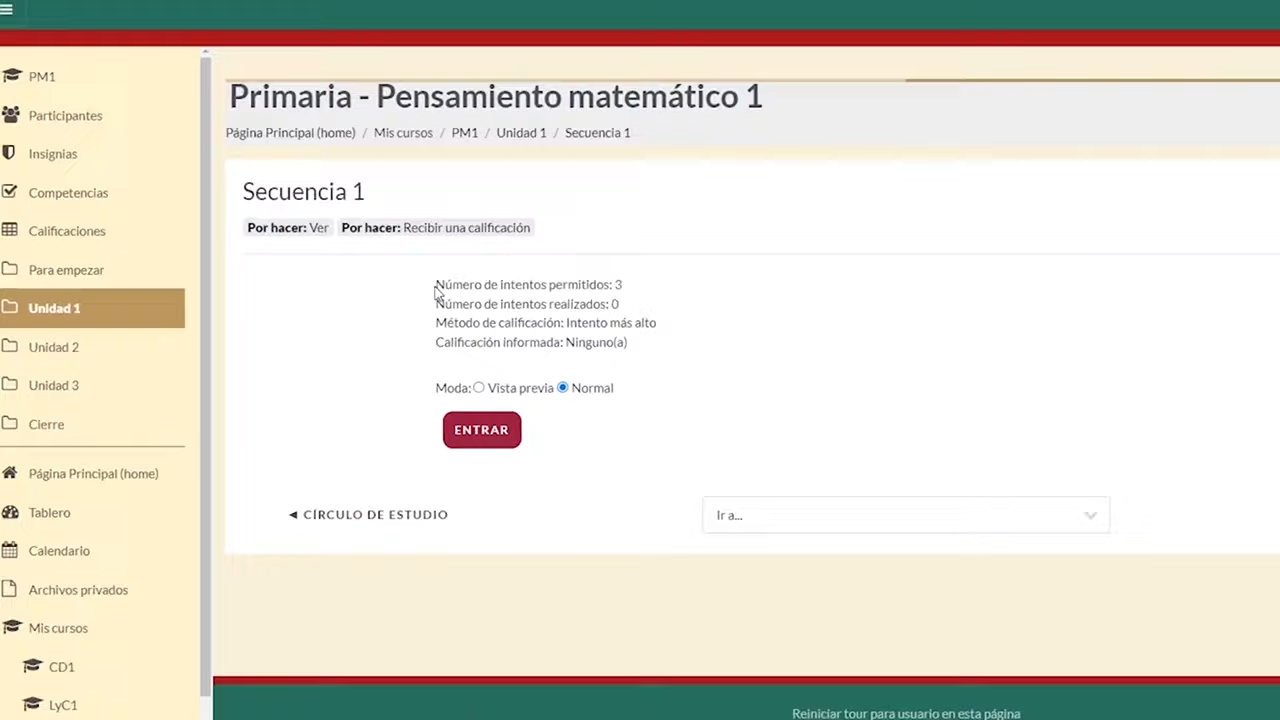 PM1
Participantes
Insignias
Competencias
Calificaciones
Para empezar
Unidad 1
Unidad 2
Unidad 3
Cierre
Página Principal (home)
Tablero
Calendario
Archivos privados
Mis cursos
CD1
LyC1
Primaria - Pensamiento matemático 1
Página Principal (home) / Mis cursos / PM1 / Unidad 1 / Secuencia 1
Secuencia 1
Por hacer: Ver Por hacer: Recibir una calificación
Número de intentos permitidos: 3
Número de intentos realizados: 0
Método de calificación: Intento más alto
Calificación informada: Ninguno(a)
Moda: Vista previa Normal
ENTRAR
◄ CÍRCULO DE ESTUDIO
Ir a...
Reiniciar tour para usuario en esta página